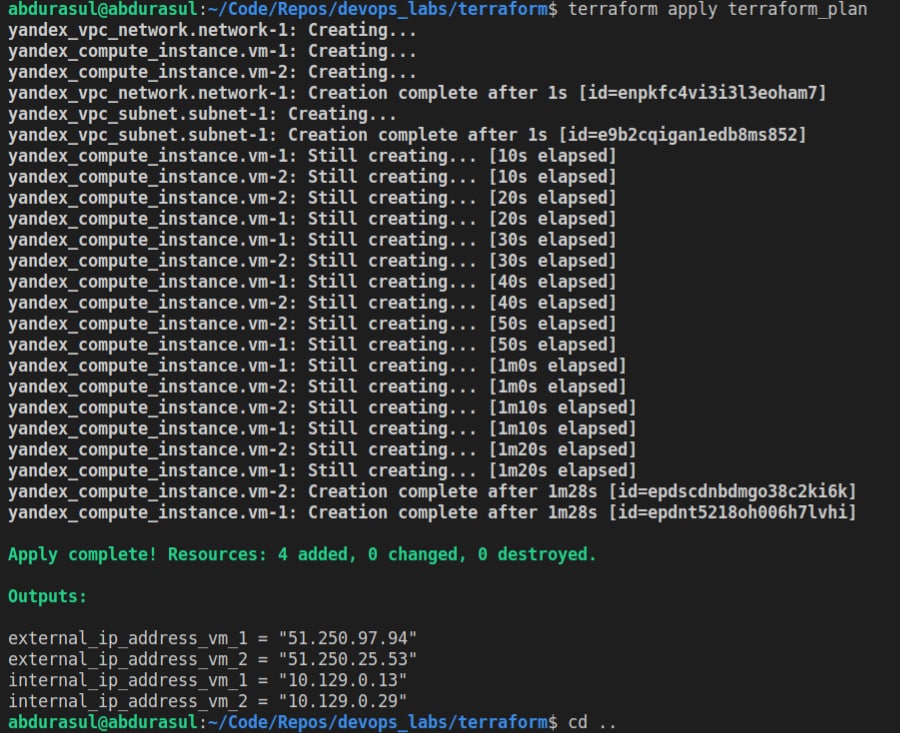 abdurasul@abdurasul:~/Code/Repos/devops_labs/terraform$ terraform apply terraform_plan
yandex_vpc_network.network-1: Creating...
yandex_compute_instance.vm-1: Creating...
yandex_compute_instance.vm-2: Creating...
yandex_vpc_network.network-1: Creation complete after 1s [id=enpkfc4vi3i3l3eoham7]
yandex_vpc_subnet.subnet-1: Creating...
yandex_vpc_subnet.subnet-1: Creation complete after 1s [id=e9b2cqigan1edb8ms852]
yandex_compute_instance.vm-1: Still creating... [10s elapsed]
yandex_compute_instance.vm-2: Still creating... [10s elapsed]
yandex_compute_instance.vm-2: Still creating... [20s elapsed]
yandex_compute_instance.vm-1: Still creating... [20s elapsed]
yandex_compute_instance.vm-1: Still creating... [30s elapsed]
yandex_compute_instance.vm-2: Still creating... [30s elapsed]
yandex_compute_instance.vm-1: Still creating... [40s elapsed]
yandex_compute_instance.vm-2: Still creating... [40s elapsed]
yandex_compute_instance.vm-2: Still creating... [50s elapsed]
yandex_compute_instance.vm-1: Still creating... [50s elapsed]
yandex_compute_instance.vm-1: Still creating... [1m0s elapsed]
yandex_compute_instance.vm-2: Still creating... [1m0s elapsed]
yandex_compute_instance.vm-2: Still creating... [1m10s elapsed]
yandex_compute_instance.vm-1: Still creating... [1m10s elapsed]
yandex_compute_instance.vm-2: Still creating... [1m20s elapsed]
yandex_compute_instance.vm-1: Still creating... [1m20s elapsed]
yandex_compute_instance.vm-2: Creation complete after 1m28s [id=epdscdnbdmgo38c2ki6k]
yandex_compute_instance.vm-1: Creation complete after 1m28s [id=epdnt5218oh006h7lvhi]
Apply complete! Resources: 4 added, 0 changed, 0 destroyed.
Outputs:
external_ip_address_vm_1 = "51.250.97.94"
external_ip_address_vm_2 = "51.250.25.53"
internal_ip_address_vm_1 = "10.129.0.13"
internal_ip_address_vm_2 = "10.129.0.29"
abdurasul@abdurasul:~/Code/Repos/devops_labs/terraform$ cd ..